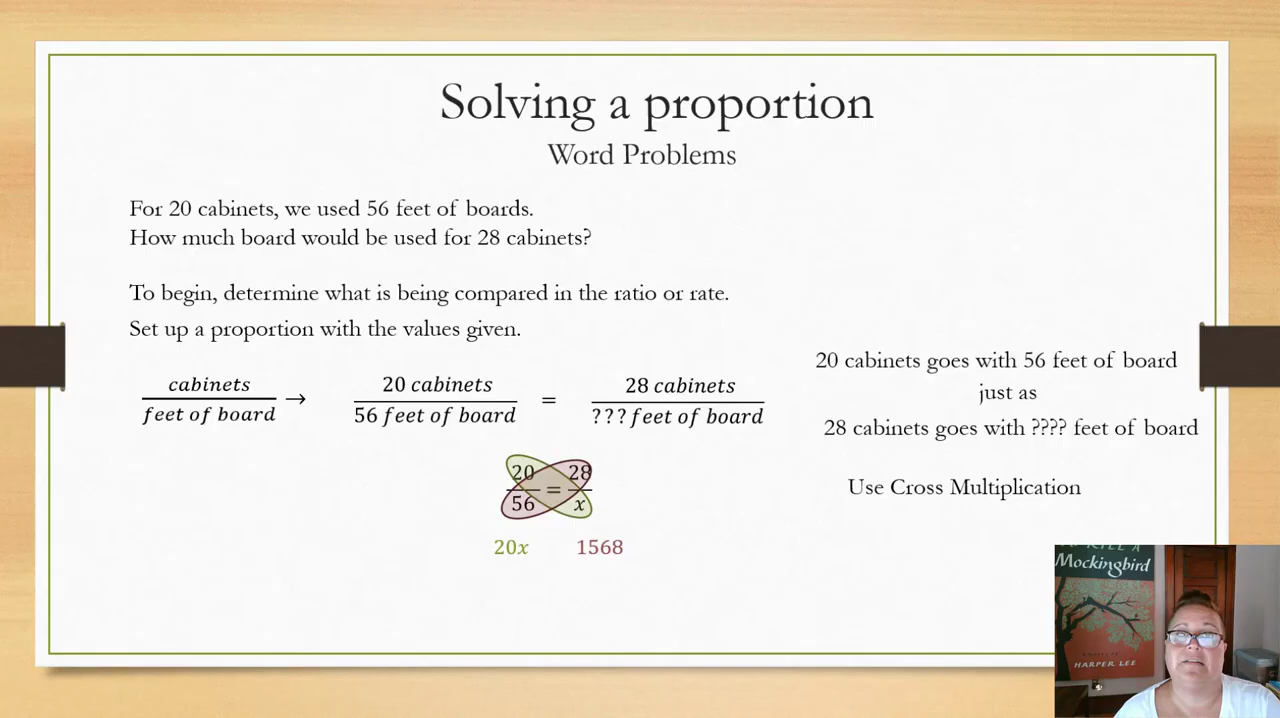 Solving a proportion
Word Problems
For 20 cabinets, we used 56 feet of boards.
How much board would be used for 28 cabinets?
To begin, determine what is being compared in the ratio or rate.
Set up a proportion with the values given.
cabinets / feet of board → 20 cabinets / 56 feet of board = 28 cabinets / ??? feet of board
20 cabinets goes with 56 feet of board
just as
28 cabinets goes with ???? feet of board
20 / 56 = 28 / x
Use Cross Multiplication
20x 1568
Mockingbird
HARPER LEE